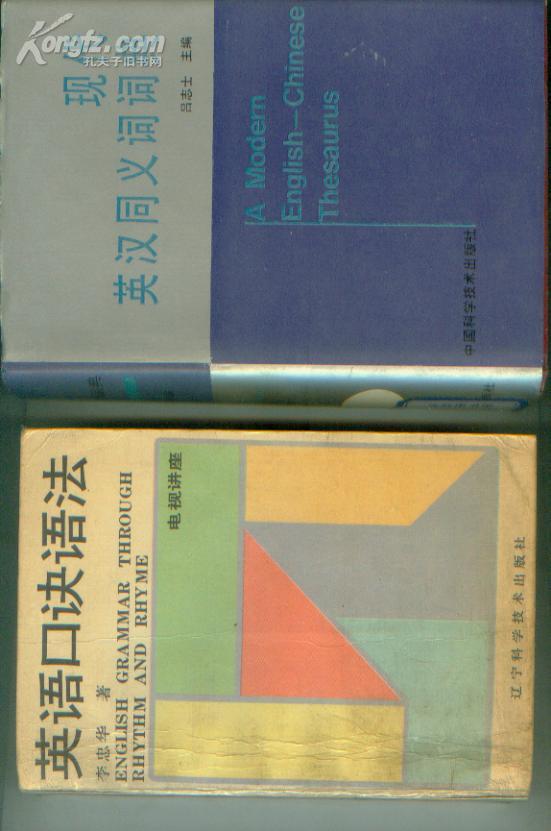 Kongfz.com
孔夫子旧书网
现
英汉同义词词
吕志士 主编
A Modern
English—Chinese
Thesaurus
中国科学技术出版社
英语口诀语法
李忠华 著
ENGLISH GRAMMAR THROUGH
RHYTHM AND RHYME
电视讲座
辽宁科学技术出版社